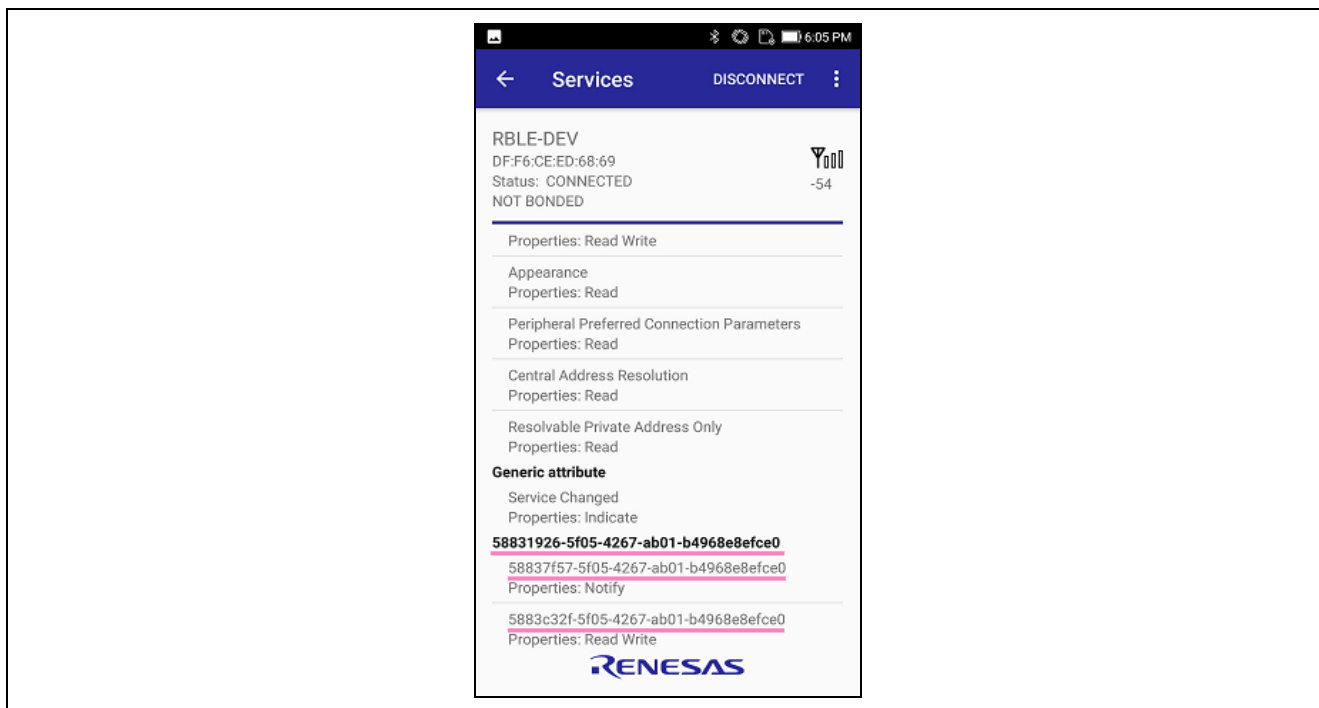 6:05 PM
Services DISCONNECT
RBLE-DEV
DF:F6:CE:ED:68:69
Status: CONNECTED
-54
NOT BONDED
Properties: Read Write
Appearance
Properties: Read
Peripheral Preferred Connection Parameters
Properties: Read
Central Address Resolution
Properties: Read
Resolvable Private Address Only
Properties: Read
Generic attribute
Service Changed
Properties: Indicate
58831926-5f05-4267-ab01-b4968e8efce0
58837f57-5f05-4267-ab01-b4968e8efce0
Properties: Notify
5883c32f-5f05-4267-ab01-b4968e8efce0
Properties: Read Write
RENESAS